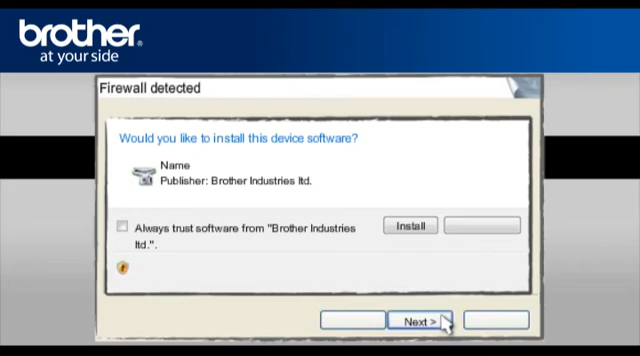 brother®
at your side
Firewall detected
Would you like to install this device software?
Name
Publisher: Brother Industries ltd.
Always trust software from "Brother Industries
ltd.".
Install
Next >